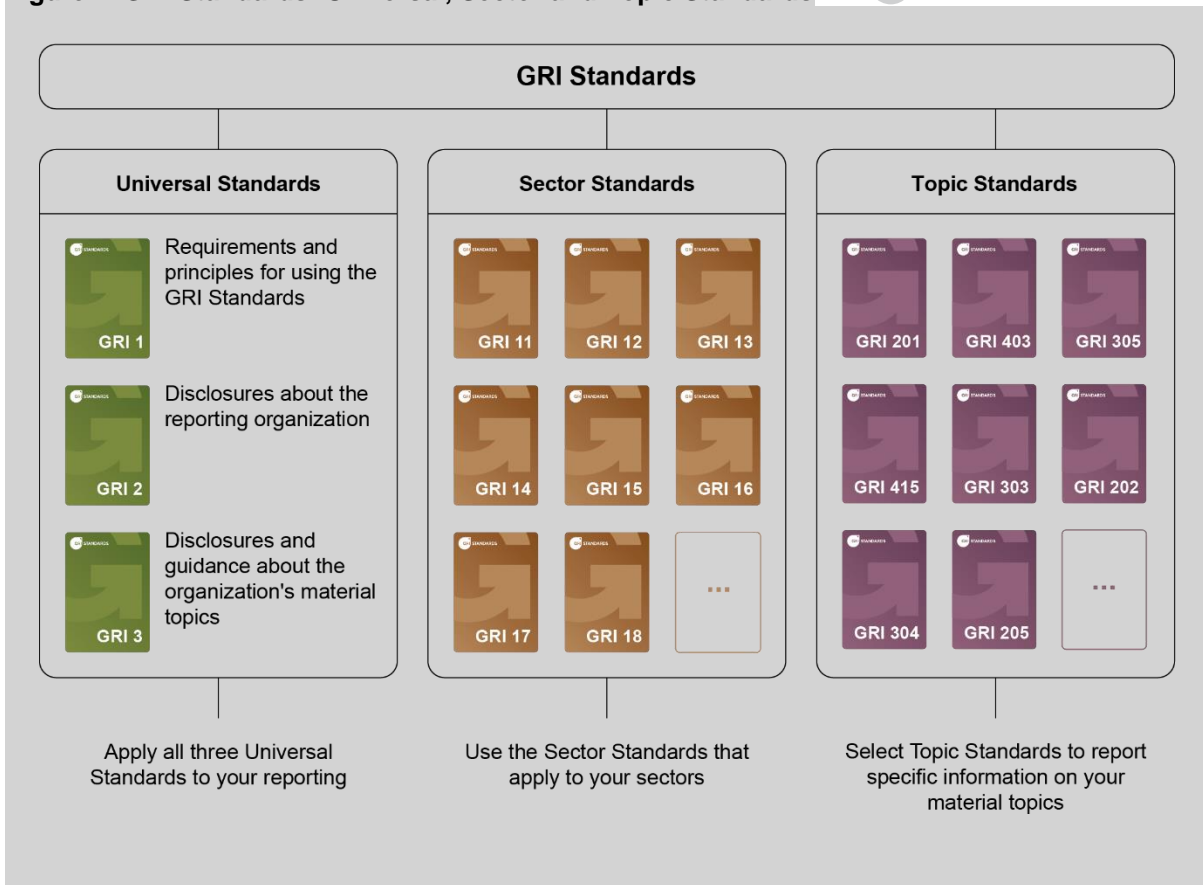 GRI Standards
Universal Standards
Requirements and
principles for using the
GRI Standards
GRI 1
Disclosures about the
reporting organization
GRI 2
Disclosures and
guidance about the
organization's material
topics
GRI 3
Apply all three Universal
Standards to your reporting
Sector Standards
GRI 11
GRI 12
GRI 13
GRI 14
GRI 15
GRI 16
GRI 17
GRI 18
...
Use the Sector Standards that
apply to your sectors
Topic Standards
GRI 201
GRI 403
GRI 305
GRI 415
GRI 303
GRI 202
GRI 304
GRI 205
...
Select Topic Standards to report
specific information on your
material topics